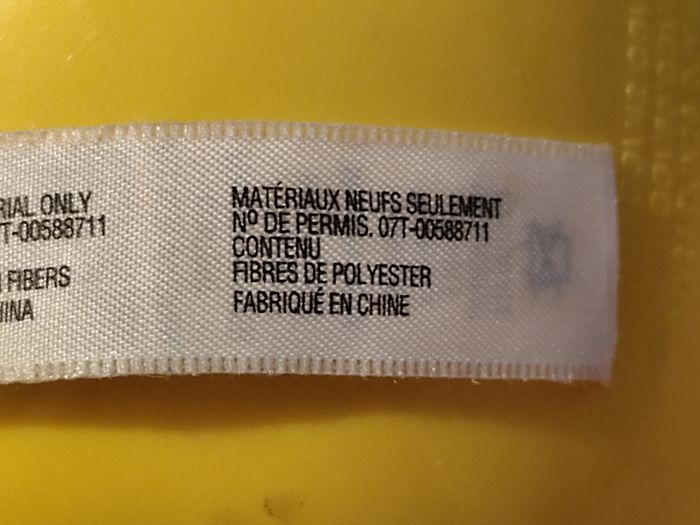 RIAL ONLY
T-00588711
FIBERS
INA
MATÉRIAUX NEUFS SEULEMENT
Nº DE PERMIS. 07T-00588711
CONTENU
FIBRES DE POLYESTER
FABRIQUÉ EN CHINE